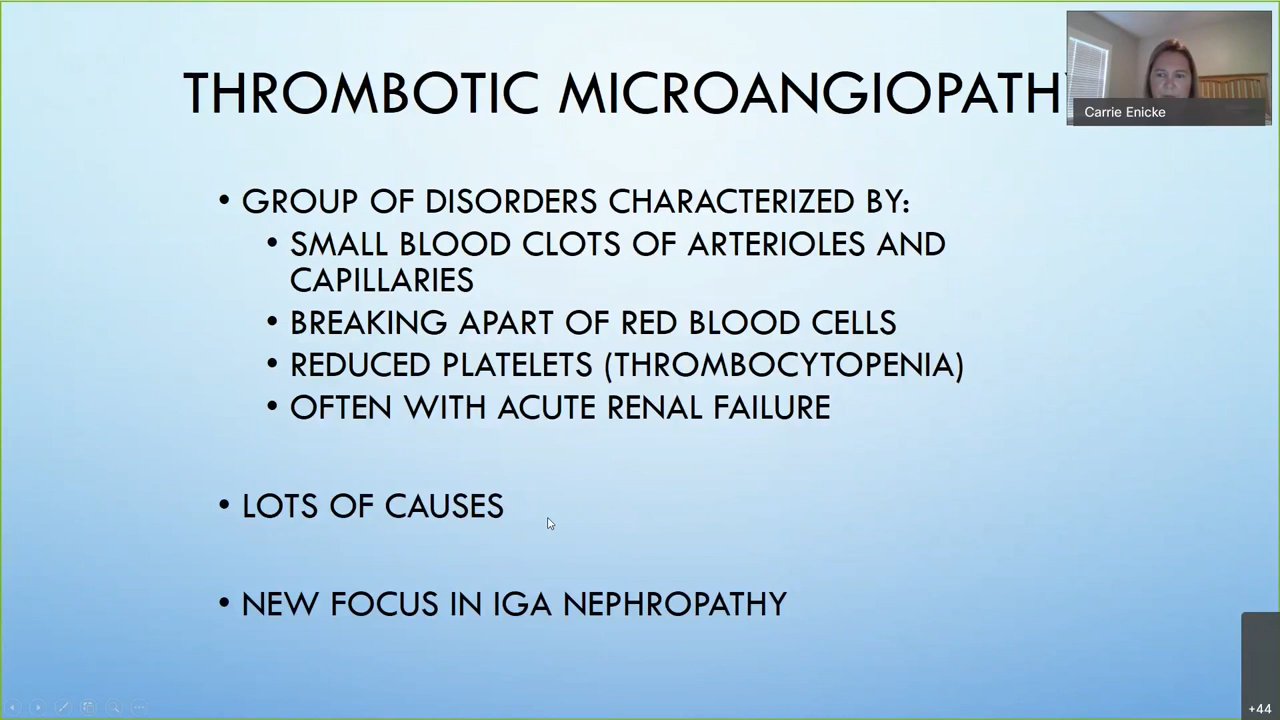 THROMBOTIC MICROANGIOPATHY
Carrie Enicke
• GROUP OF DISORDERS CHARACTERIZED BY:
• SMALL BLOOD CLOTS OF ARTERIOLES AND
CAPILLARIES
• BREAKING APART OF RED BLOOD CELLS
• REDUCED PLATELETS (THROMBOCYTOPENIA)
• OFTEN WITH ACUTE RENAL FAILURE
• LOTS OF CAUSES
• NEW FOCUS IN IGA NEPHROPATHY
+44